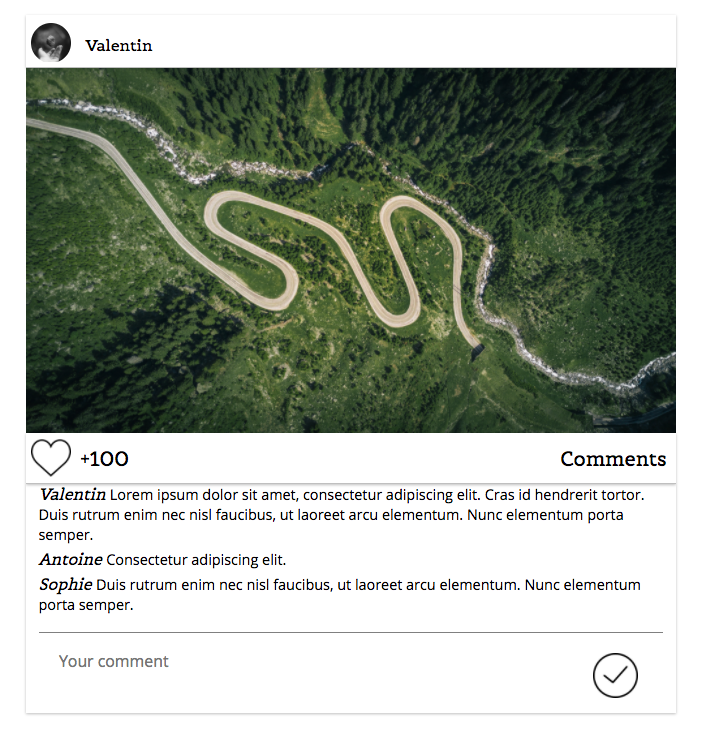 Valentin
+100 Comments
Valentin Lorem ipsum dolor sit amet, consectetur adipiscing elit. Cras id hendrerit tortor.
Duis rutrum enim nec nisl faucibus, ut laoreet arcu elementum. Nunc elementum porta
semper.
Antoine Consectetur adipiscing elit.
Sophie Duis rutrum enim nec nisl faucibus, ut laoreet arcu elementum. Nunc elementum
porta semper.
Your comment